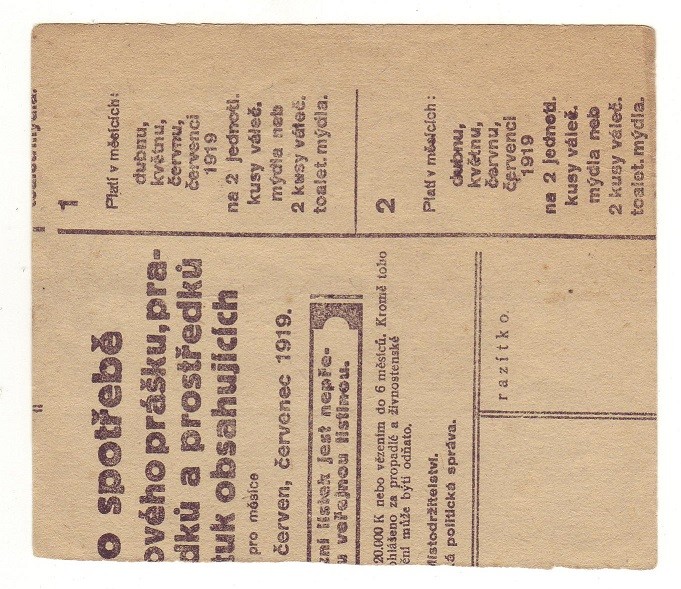 o spotřebě
ového prášku, pra-
dků a prostředků
tuk obsahujících
pro měsíce
červen, červenec 1919.
zní lístek jest nepře-
u veřejnou listinou.
20.000 K nebo vězením do 6 měsíců. Kromě toho
ohlášeno za propadlé a živnostenské
ční může býti odňato.
Místodržitelství.
ká politická správa.
razítko.
toalet.mýdla.
1
Platí v měsících:
dubnu,
květnu,
červnu,
červenci
1919
na 2 jednotl.
kusy váleč.
mýdla neb
2 kusy váleč.
toalet.mýdla.
2
Platí v měsících:
dubnu,
květnu,
červnu,
červenci
1919
na 2 jednotl.
kusy váleč.
mýdla neb
2 kusy váleč.
toalet.mýdla.